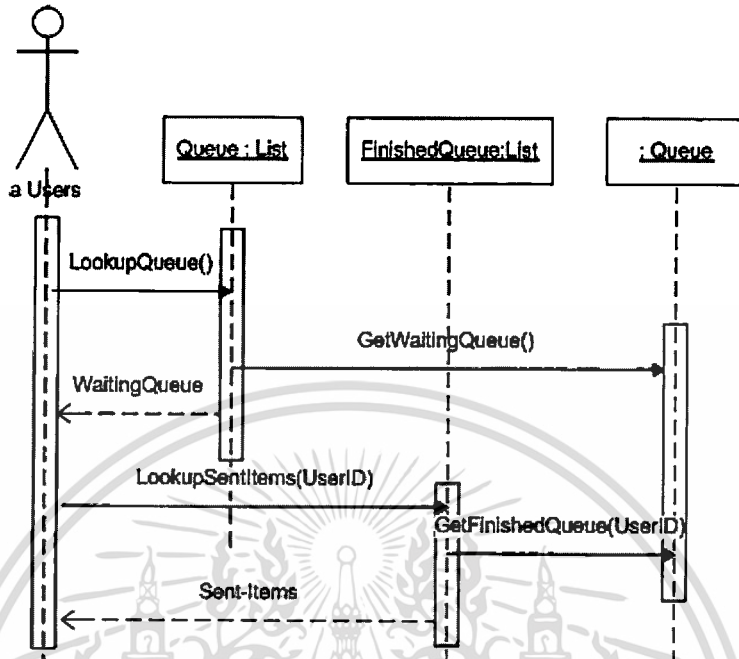 Queue : List
FinishedQueue:List
: Queue
a Users
LookupQueue()
GetWaitingQueue()
WaitingQueue
LookupSentItems(UserID)
GetFinishedQueue(UserID)
Sent-Items